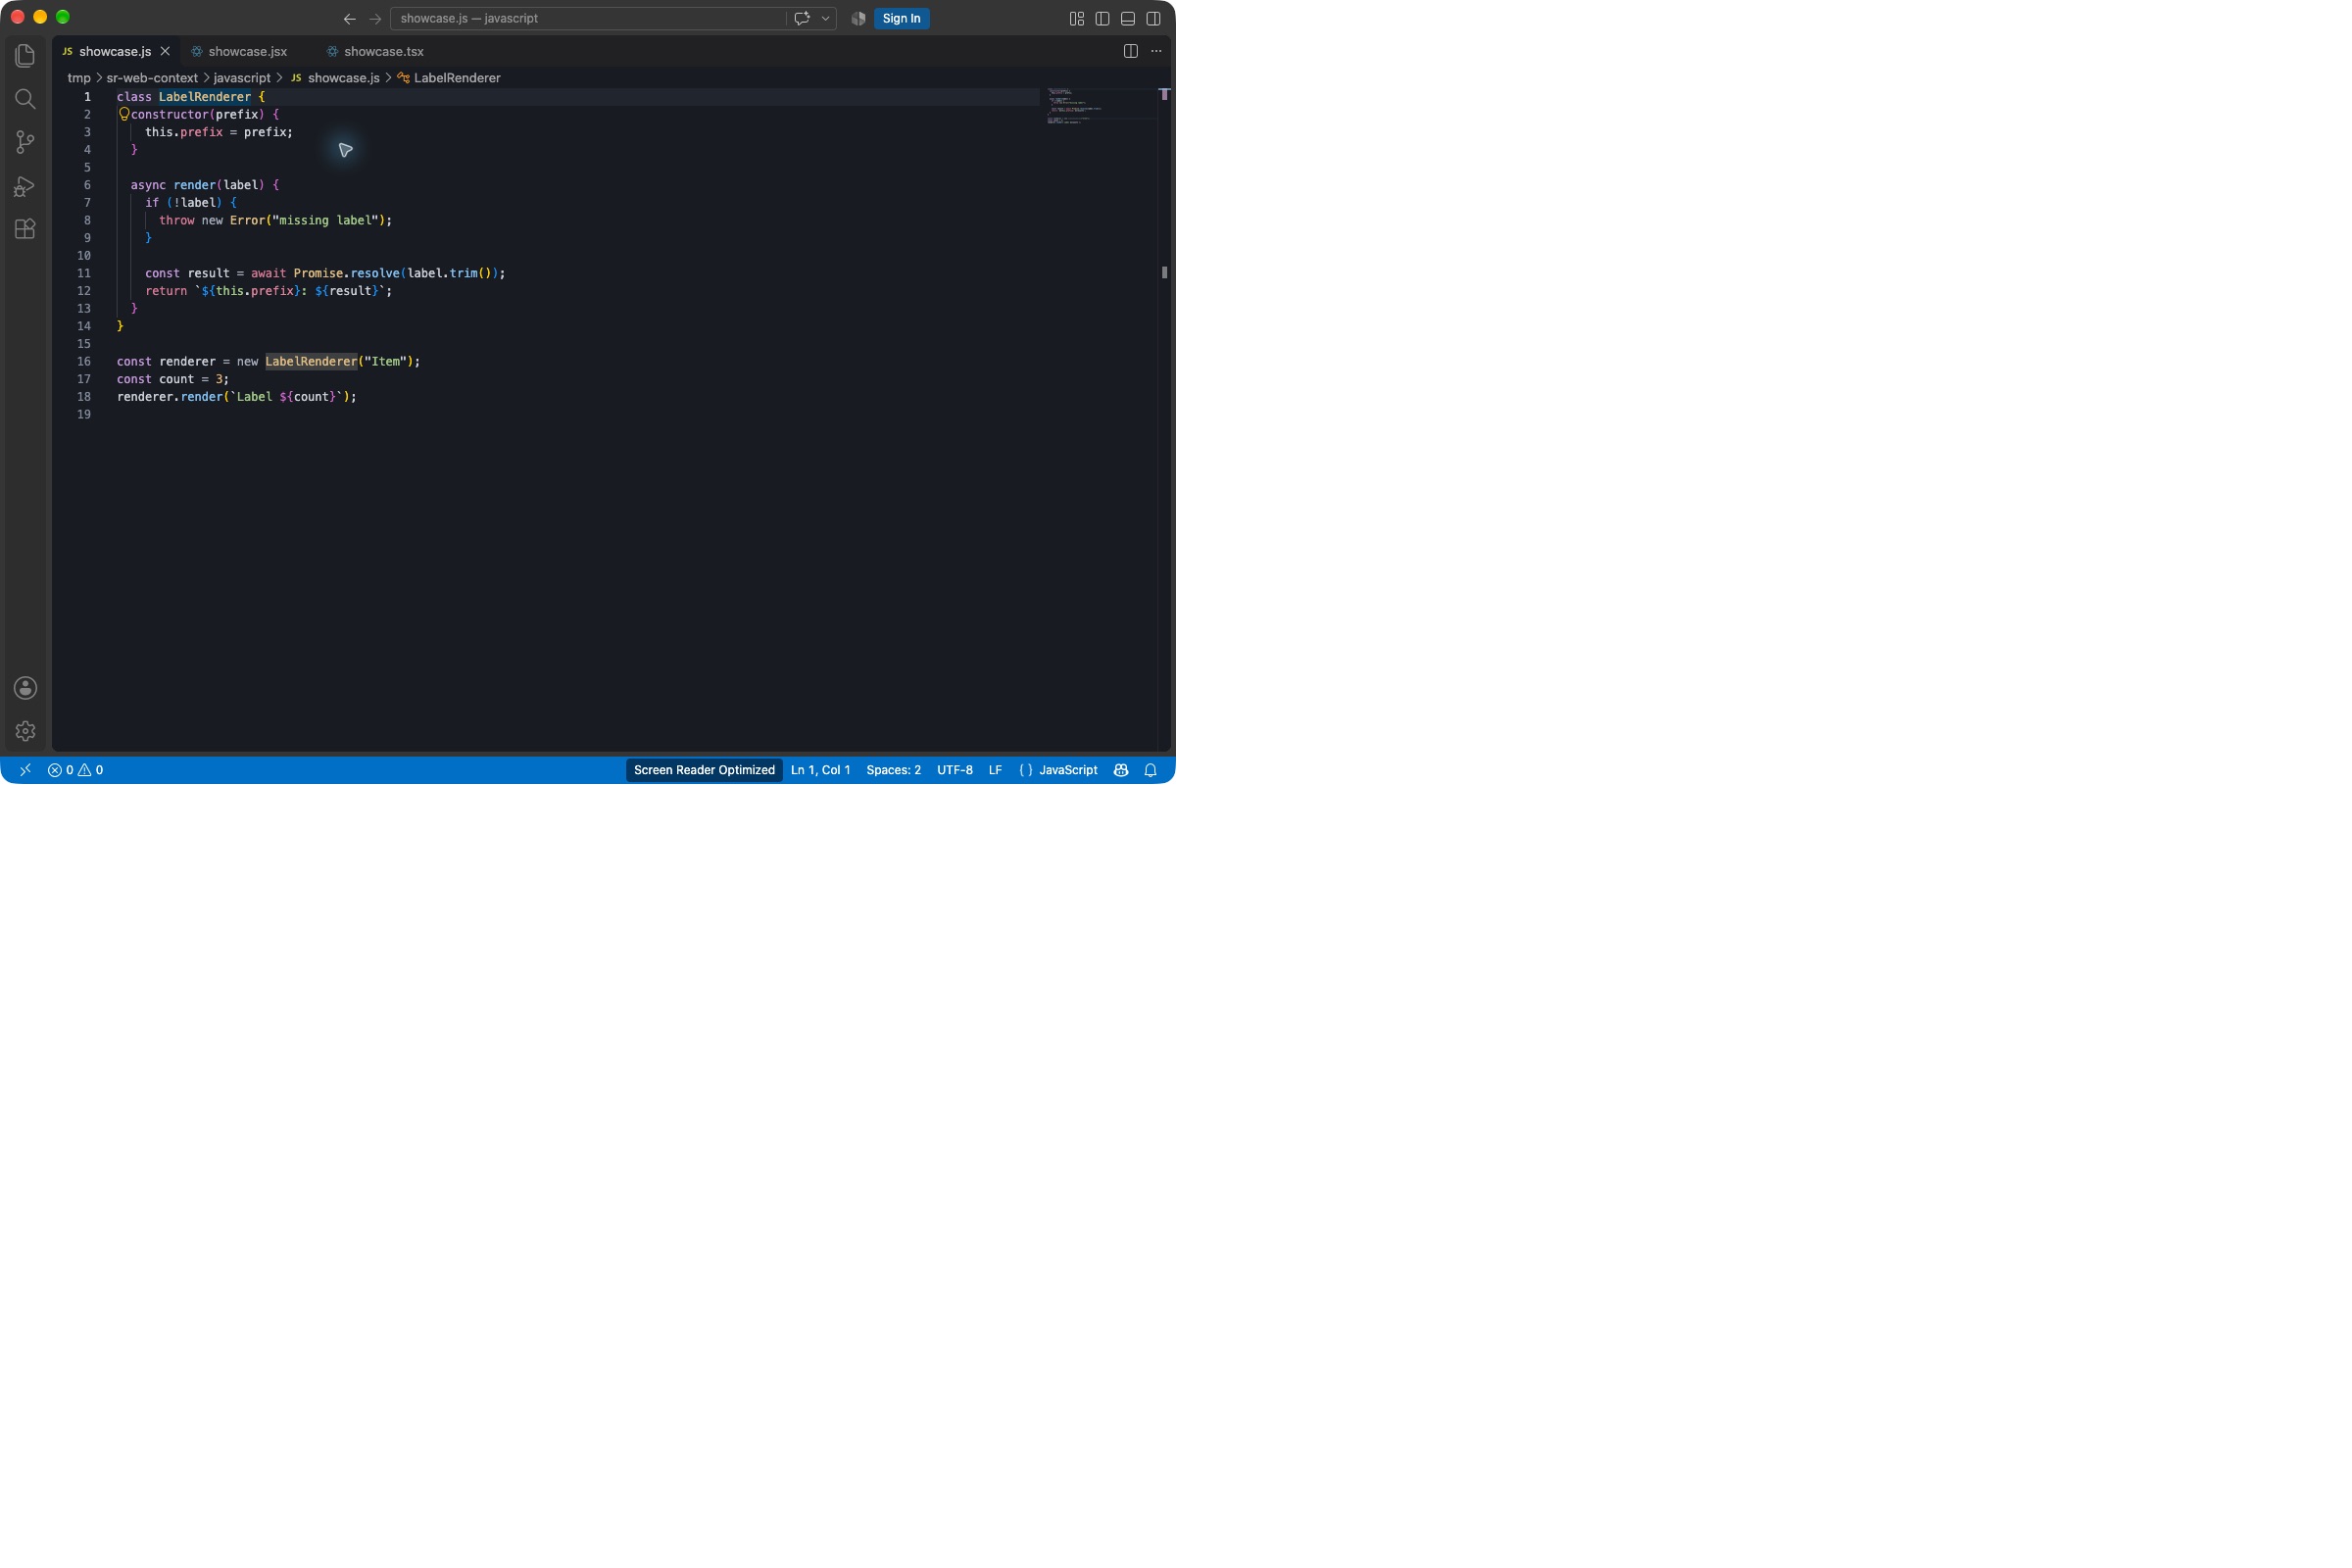 showcase.js — javascript
Sign In
JS showcase.js
showcase.jsx
showcase.tsx
tmp > sr-web-context > javascript > JS showcase.js > LabelRenderer
1 class LabelRenderer {
2   constructor(prefix) {
3     this.prefix = prefix;
4   }
5
6   async render(label) {
7     if (!label) {
8       throw new Error("missing label");
9     }
10
11     const result = await Promise.resolve(label.trim());
12     return `${this.prefix}: ${result}`;
13   }
14 }
15
16 const renderer = new LabelRenderer("Item");
17 const count = 3;
18 renderer.render(`Label ${count}`);
19
0 0 Screen Reader Optimized Ln 1, Col 1 Spaces: 2 UTF-8 LF { } JavaScript